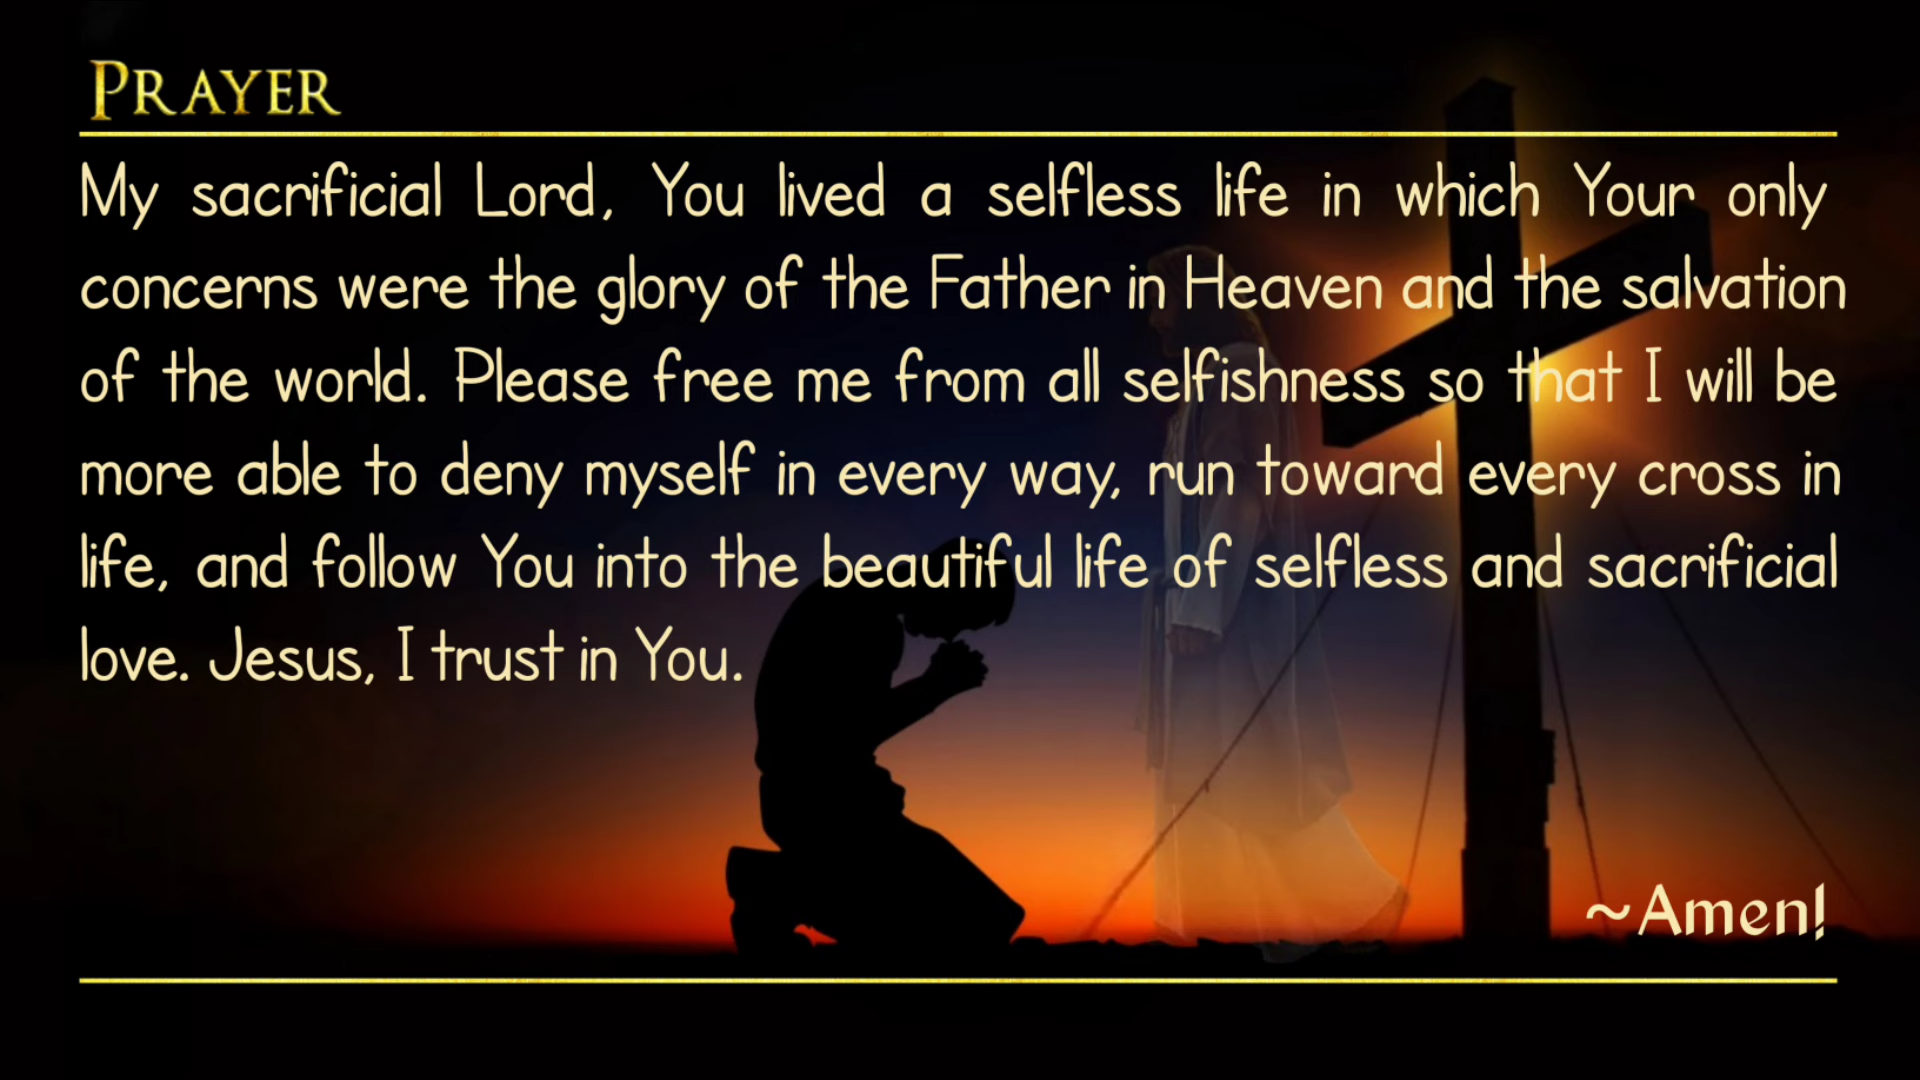 PRAYER
My sacrificial Lord, You lived a selfless life in which Your only
concerns were the glory of the Father in Heaven and the salvation
of the world. Please free me from all selfishness so that I will be
more able to deny myself in every way, run toward every cross in
life, and follow You into the beautiful life of selfless and sacrificial
love. Jesus, I trust in You.
~Amen!